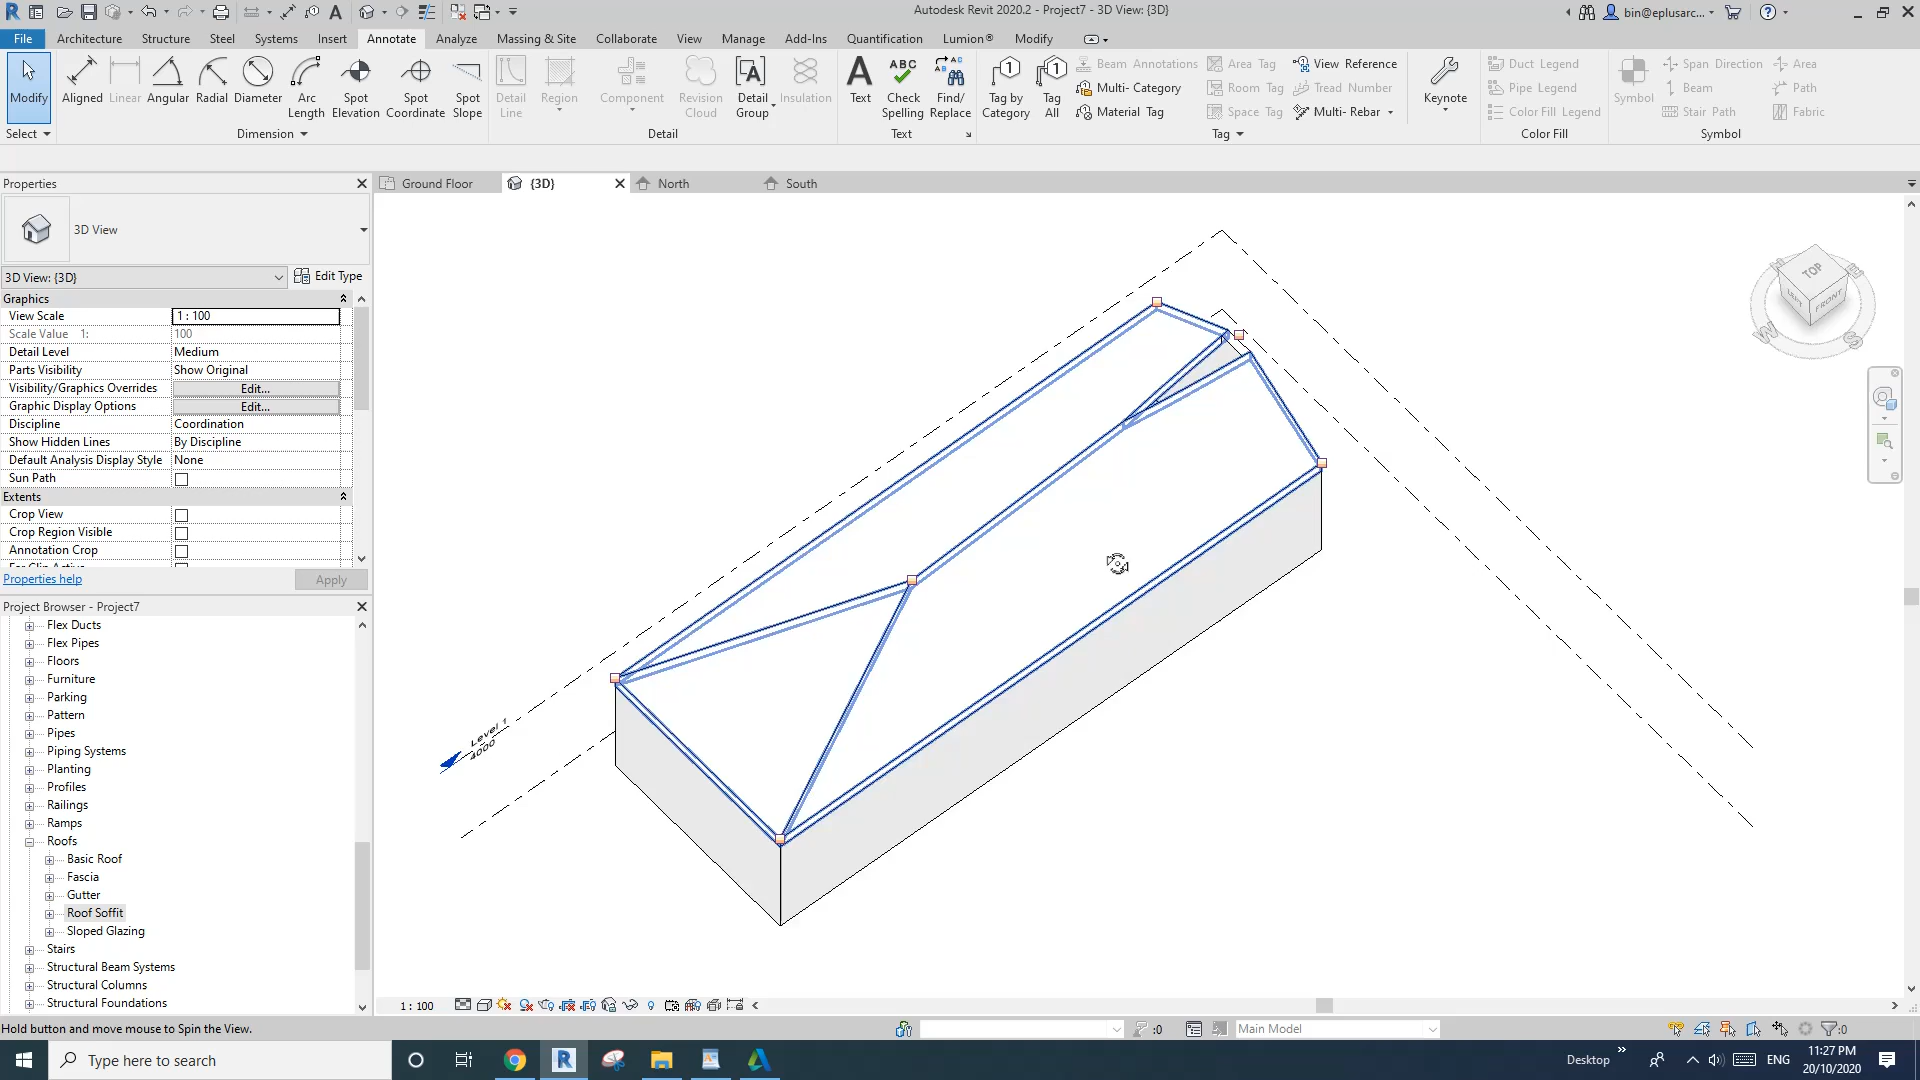 Autodesk Revit 2020.2 - Project7 - 3D View: {3D}
bin@eplusarc...
File Architecture Structure Steel Systems Insert Annotate Analyze Massing & Site Collaborate View Manage Add-Ins Quantification Lumion® Modify
Modify
Aligned Linear Angular Radial Diameter Arc Length Spot Elevation Spot Coordinate Spot Slope
Detail Line Region Component Revision Cloud Detail Group Insulation
Text Check Spelling Find/ Replace
Tag by Category Tag All
Beam Annotations Area Tag View Reference
Multi- Category Room Tag Tread Number
Material Tag Space Tag Multi- Rebar
Keynote
Duct Legend
Pipe Legend
Color Fill Legend
Symbol
Span Direction Area
Beam Path
Stair Path Fabric
Select Dimension Detail Text Tag Color Fill Symbol
Properties
Ground Floor {3D} North South
3D View
3D View: {3D} Edit Type
Graphics
View Scale 1 : 100
Scale Value 1: 100
Detail Level Medium
Parts Visibility Show Original
Visibility/Graphics Overrides Edit...
Graphic Display Options Edit...
Discipline Coordination
Show Hidden Lines By Discipline
Default Analysis Display Style None
Sun Path
Extents
Crop View
Crop Region Visible
Annotation Crop
Properties help Apply
Project Browser - Project7
Flex Ducts
Flex Pipes
Floors
Furniture
Parking
Pattern
Pipes
Piping Systems
Planting
Profiles
Railings
Ramps
Roofs
Basic Roof
Fascia
Gutter
Roof Soffit
Sloped Glazing
Stairs
Structural Beam Systems
Structural Columns
Structural Foundations
Level 1
4000
TOP
LEFT
FRONT
N
E
W
S
1 : 100
Hold button and move mouse to Spin the View.
:0
Main Model
:0
Type here to search
Desktop
ENG
11:27 PM
20/10/2020